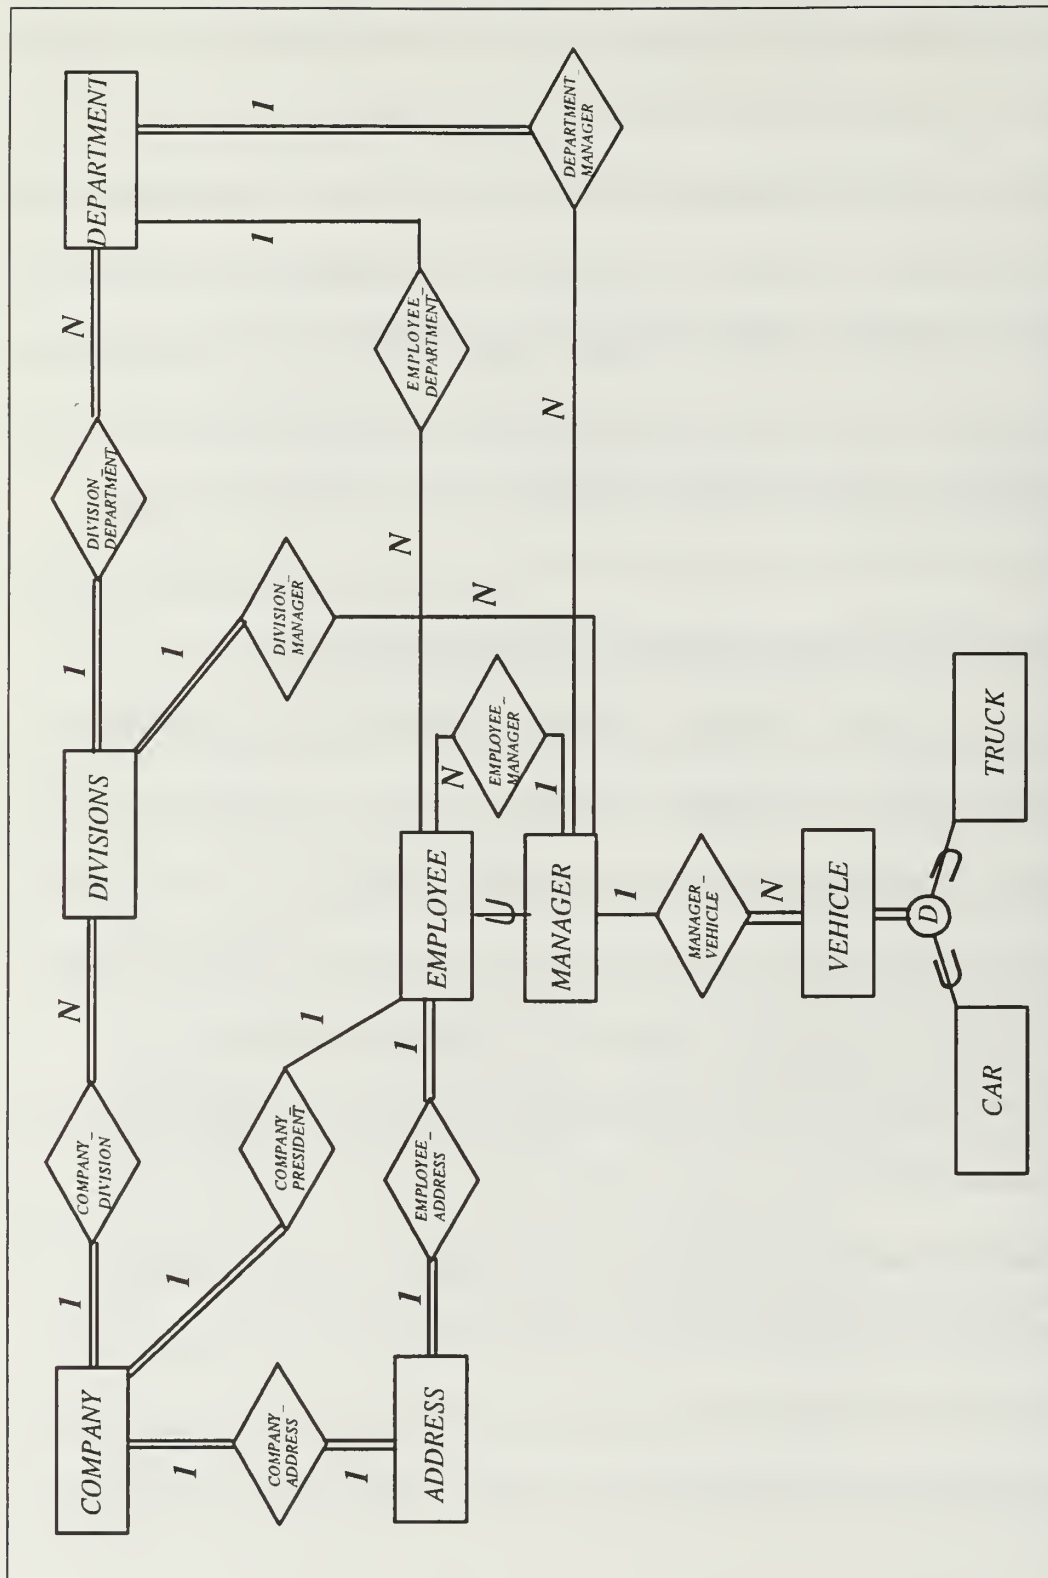 COMPANY
1
COMPANY_
DIVISION
N
DIVISIONS
1
DIVISION_
DEPARTMENT
N
DEPARTMENT
1
1
1
1
1
COMPANY_
ADDRESS
COMPANY_
PRESIDENT
1
DIVISION_
MANAGER
N
1
ADDRESS
1
EMPLOYEE_
ADDRESS
1
EMPLOYEE
N
EMPLOYEE_
DEPARTMENT
N
EMPLOYEE_
MANAGER
1
N
DEPARTMENT_
MANAGER
MANAGER
1
MANAGER_
VEHICLE
N
VEHICLE
D
CAR
TRUCK